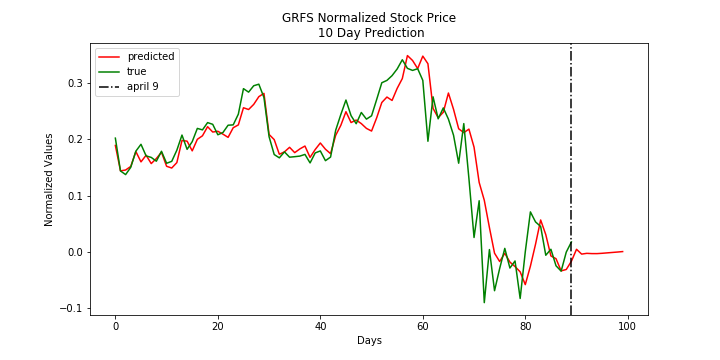 GRFS Normalized Stock Price
10 Day Prediction
predicted
true
april 9
Normalized Values
0.3
0.2
0.1
0.0
−0.1
0
20
40
60
80
100
Days